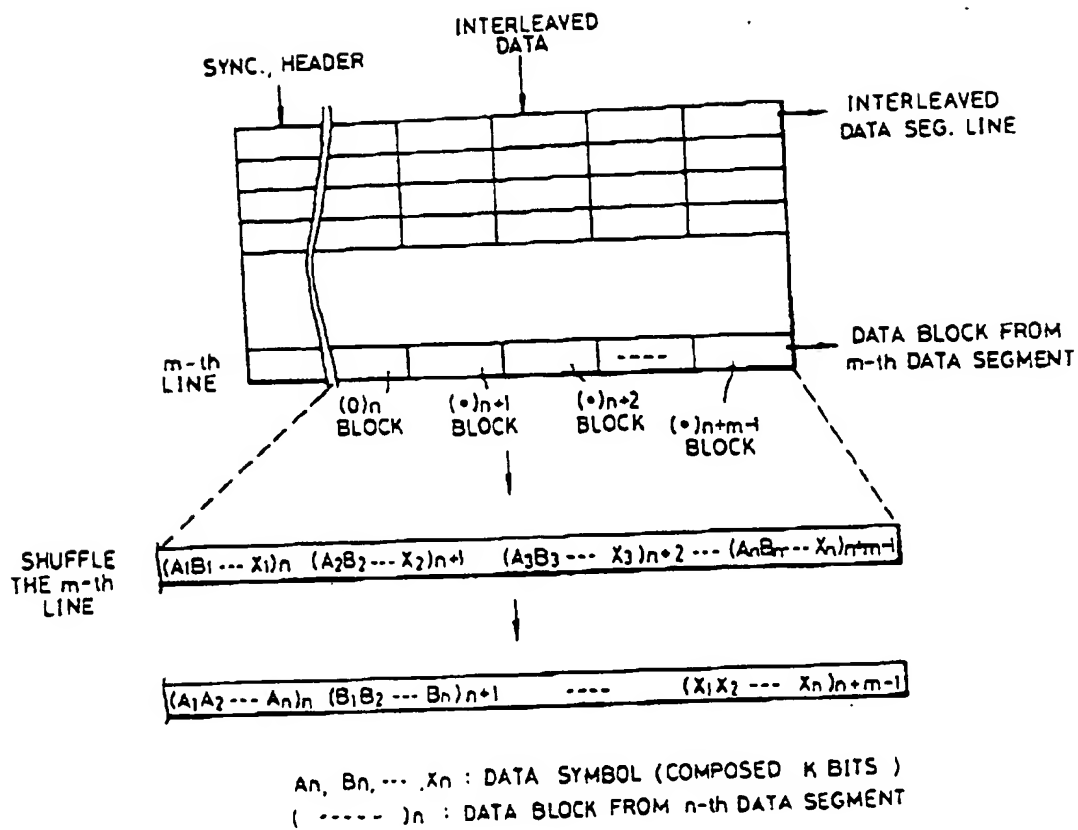 INTERLEAVED
DATA
SYNC., HEADER
INTERLEAVED
DATA SEG. LINE
m-th
LINE
----
DATA BLOCK FROM
m-th DATA SEGMENT
(0)n
BLOCK
(•)n+1
BLOCK
(•)n+2
BLOCK
(•)n+m-1
BLOCK
SHUFFLE
THE m-th
LINE
(A1B1 --- X1)n (A2B2 --- X2)n+1 (A3B3 --- X3)n+2 --- (AnBn --- Xn)n+m-1
(A1A2 --- An)n (B1B2 --- Bn)n+1 ---- (X1X2 --- Xn)n+m-1
An, Bn, --- ,Xn : DATA SYMBOL (COMPOSED K BITS )
( ----- )n : DATA BLOCK FROM n-th DATA SEGMENT